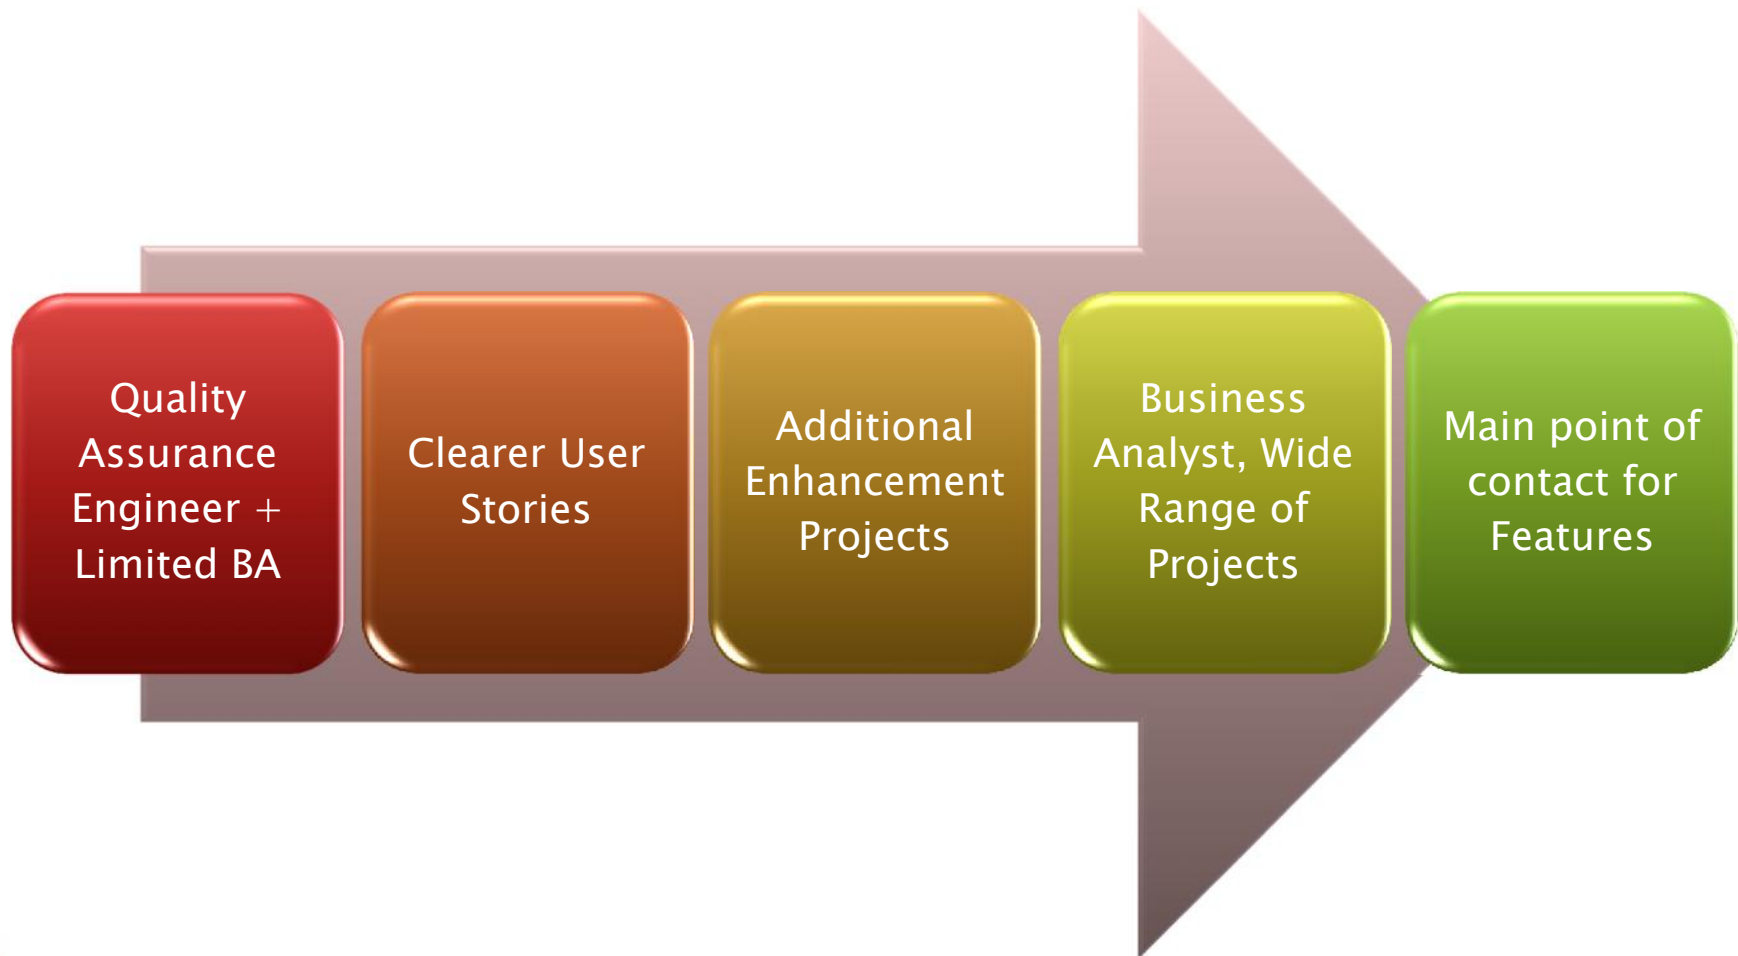 Quality
Assurance
Engineer +
Limited BA
Clearer User
Stories
Additional
Enhancement
Projects
Business
Analyst, Wide
Range of
Projects
Main point of
contact for
Features